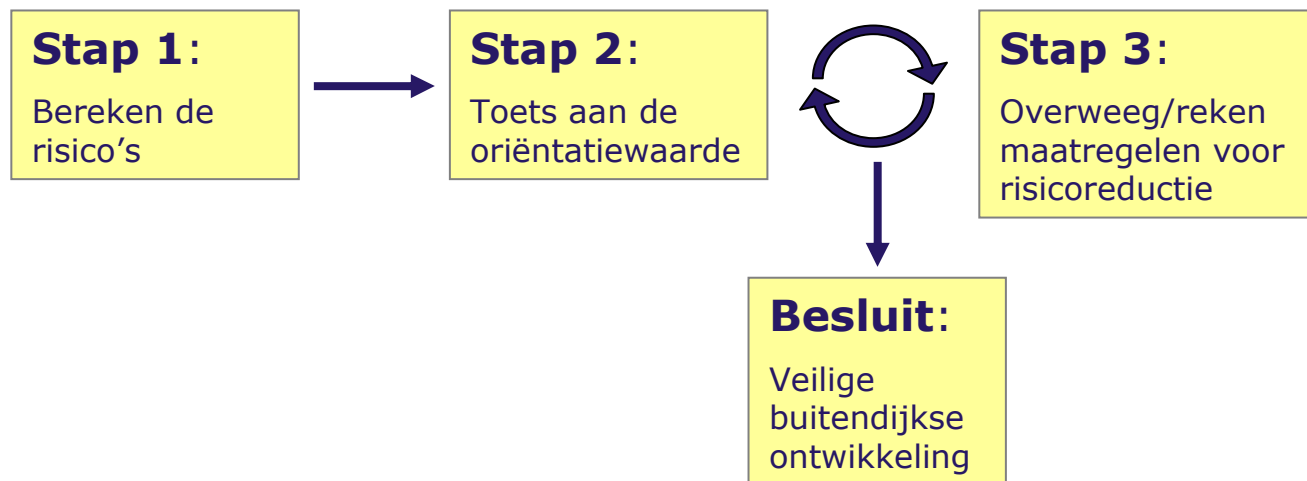 Stap 1:
Bereken de
risico’s
Stap 2:
Toets aan de
oriëntatiewaarde
Stap 3:
Overweeg/reken
maatregelen voor
risicoreductie
Besluit:
Veilige
buitendijkse
ontwikkeling